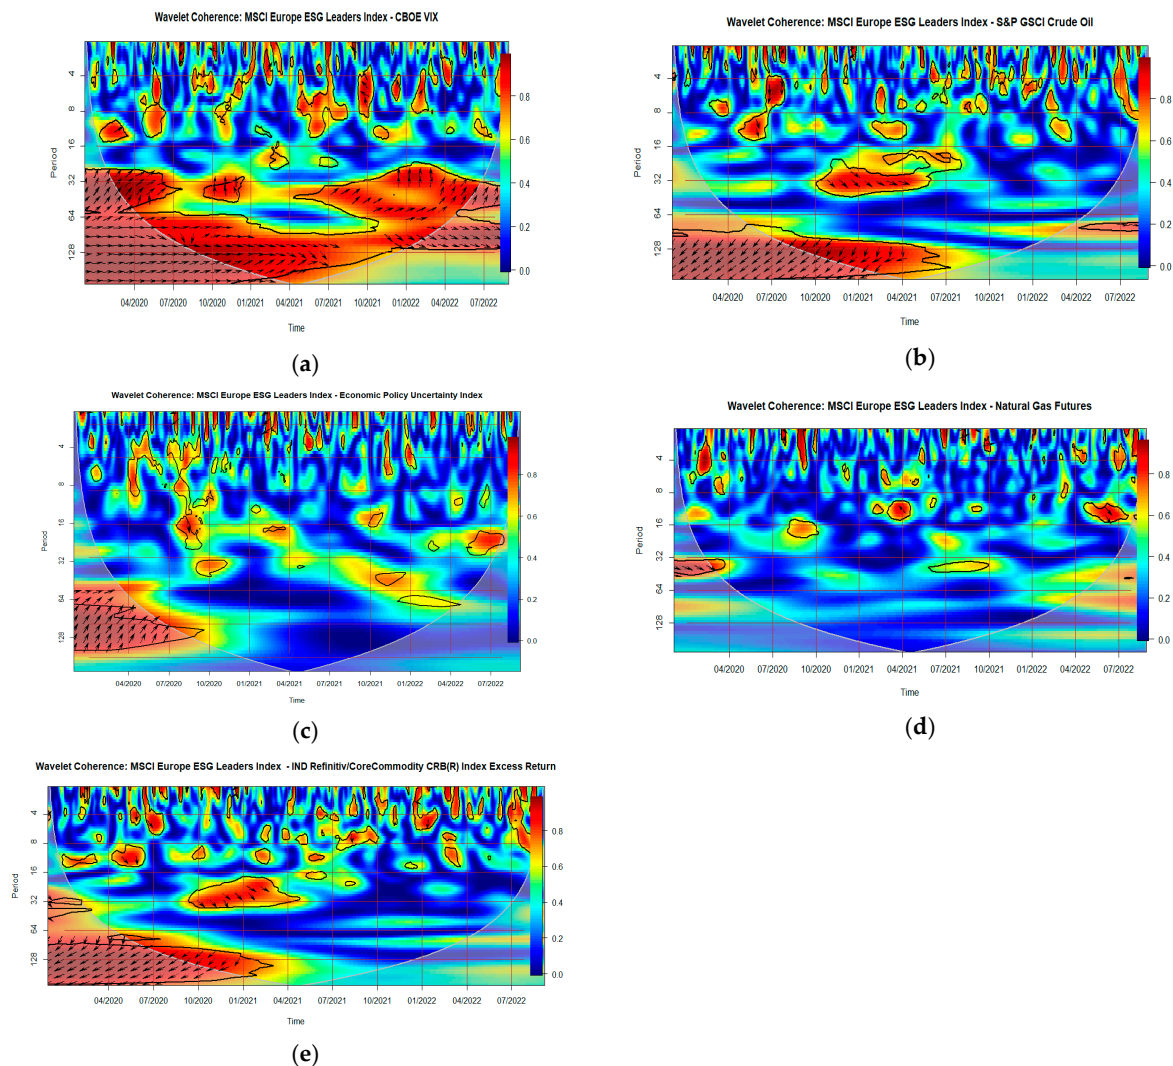 Wavelet Coherence: MSCI Europe ESG Leaders Index - CBOE VIX
Period
4
8
16
32
64
128
0.8
0.6
0.4
0.2
0.0
04/2020 07/2020 10/2020 01/2021 04/2021 07/2021 10/2021 01/2022 04/2022 07/2022
Time
(a)
Wavelet Coherence: MSCI Europe ESG Leaders Index - S&P GSCI Crude Oil
Period
4
8
16
32
64
128
0.8
0.6
0.4
0.2
0.0
04/2020 07/2020 10/2020 01/2021 04/2021 07/2021 10/2021 01/2022 04/2022 07/2022
Time
(b)
Wavelet Coherence: MSCI Europe ESG Leaders Index - Economic Policy Uncertainty Index
Period
4
8
16
32
64
128
0.8
0.6
0.4
0.2
0.0
04/2020 07/2020 10/2020 01/2021 04/2021 07/2021 10/2021 01/2022 04/2022 07/2022
Time
(c)
Wavelet Coherence: MSCI Europe ESG Leaders Index - Natural Gas Futures
Period
4
8
16
32
64
128
0.8
0.6
0.4
0.2
0.0
04/2020 07/2020 10/2020 01/2021 04/2021 07/2021 10/2021 01/2022 04/2022 07/2022
Time
(d)
Wavelet Coherence: MSCI Europe ESG Leaders Index - IND Refinitiv/CoreCommodity CRB(R) Index Excess Return
Period
4
8
16
32
64
128
0.8
0.6
0.4
0.2
0.0
04/2020 07/2020 10/2020 01/2021 04/2021 07/2021 10/2021 01/2022 04/2022 07/2022
Time
(e)